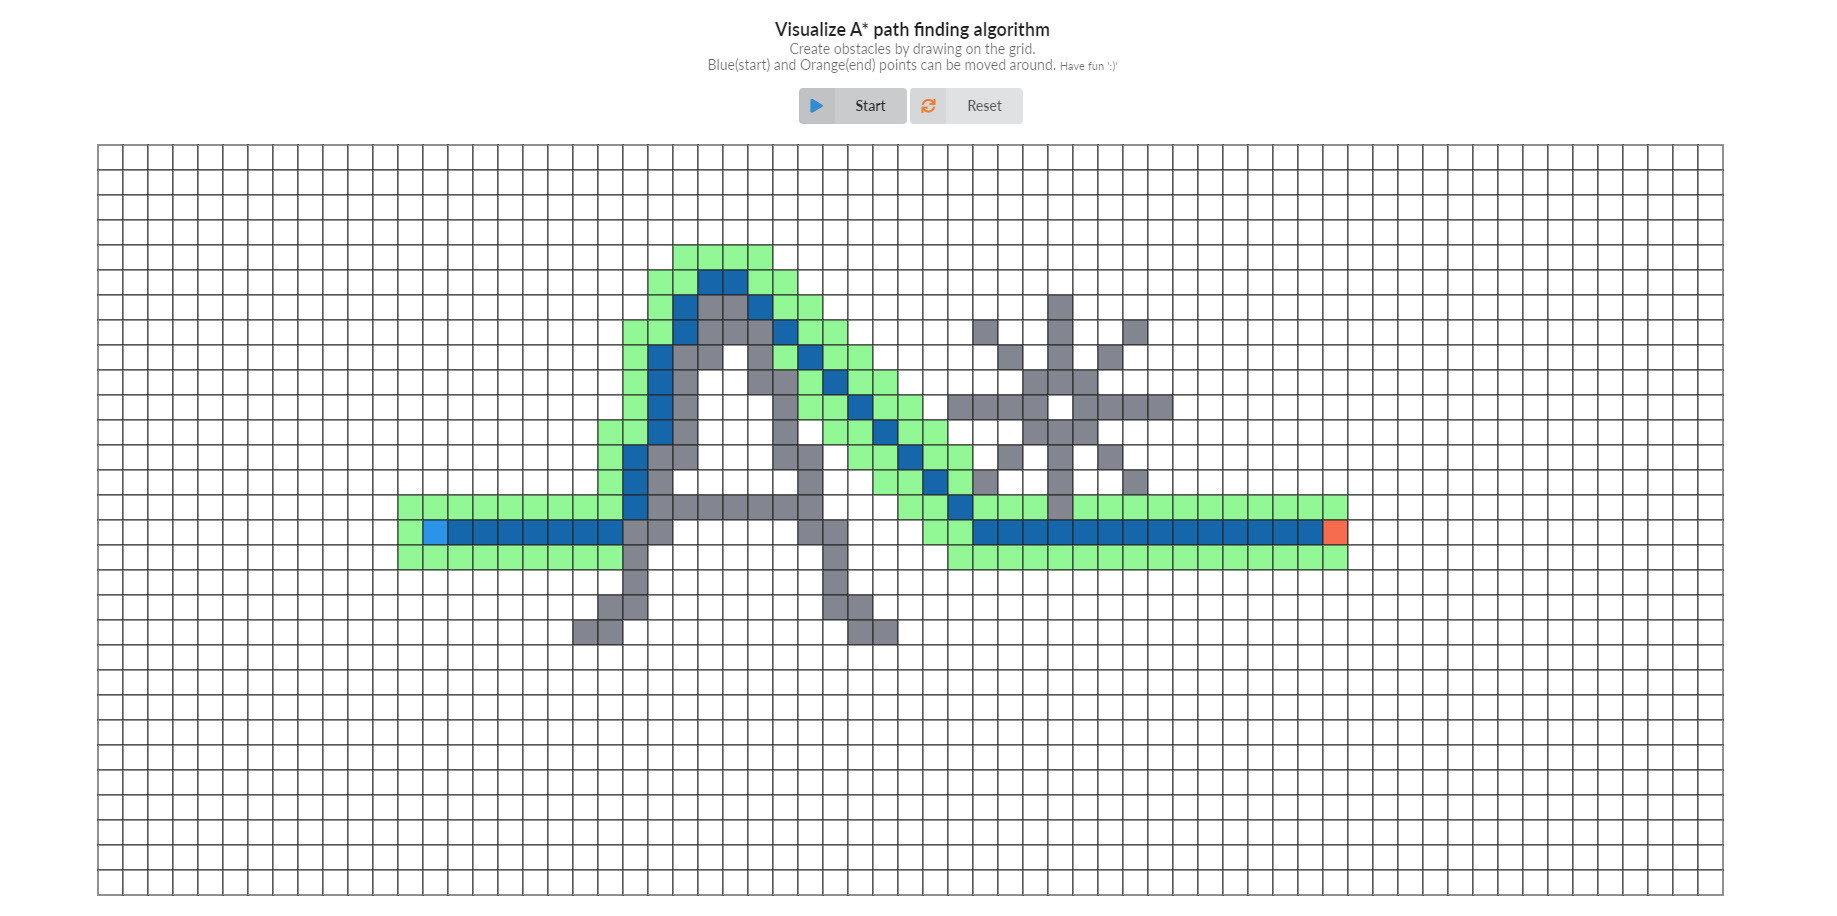 Visualize A* path finding algorithm
Create obstacles by drawing on the grid.
Blue(start) and Orange(end) points can be moved around. Have fun ':)'
Start Reset
A*